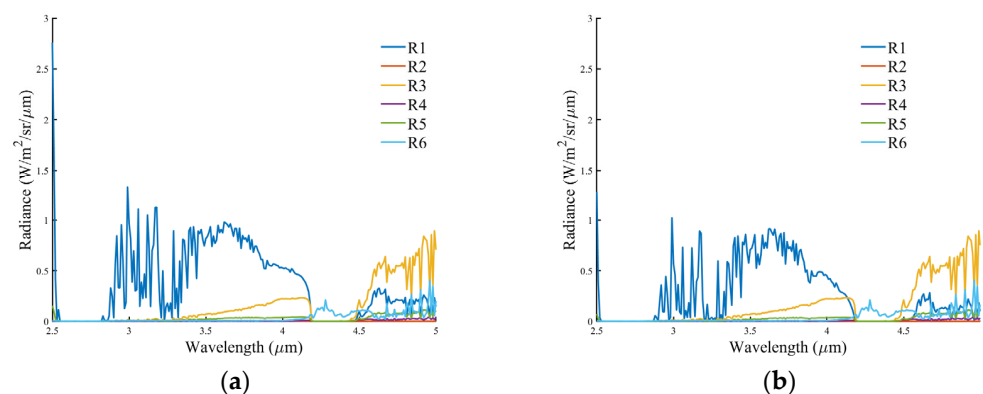 3
2.5
2
1.5
1
0.5
0
2.5
3
3.5
4
4.5
5
Radiance (W/m²/sr/μm)
Wavelength (μm)
R1
R2
R3
R4
R5
R6
(a)
3
2.5
2
1.5
1
0.5
0
2.5
3
3.5
4
4.5
Radiance (W/m²/sr/μm)
Wavelength (μm)
R1
R2
R3
R4
R5
R6
(b)